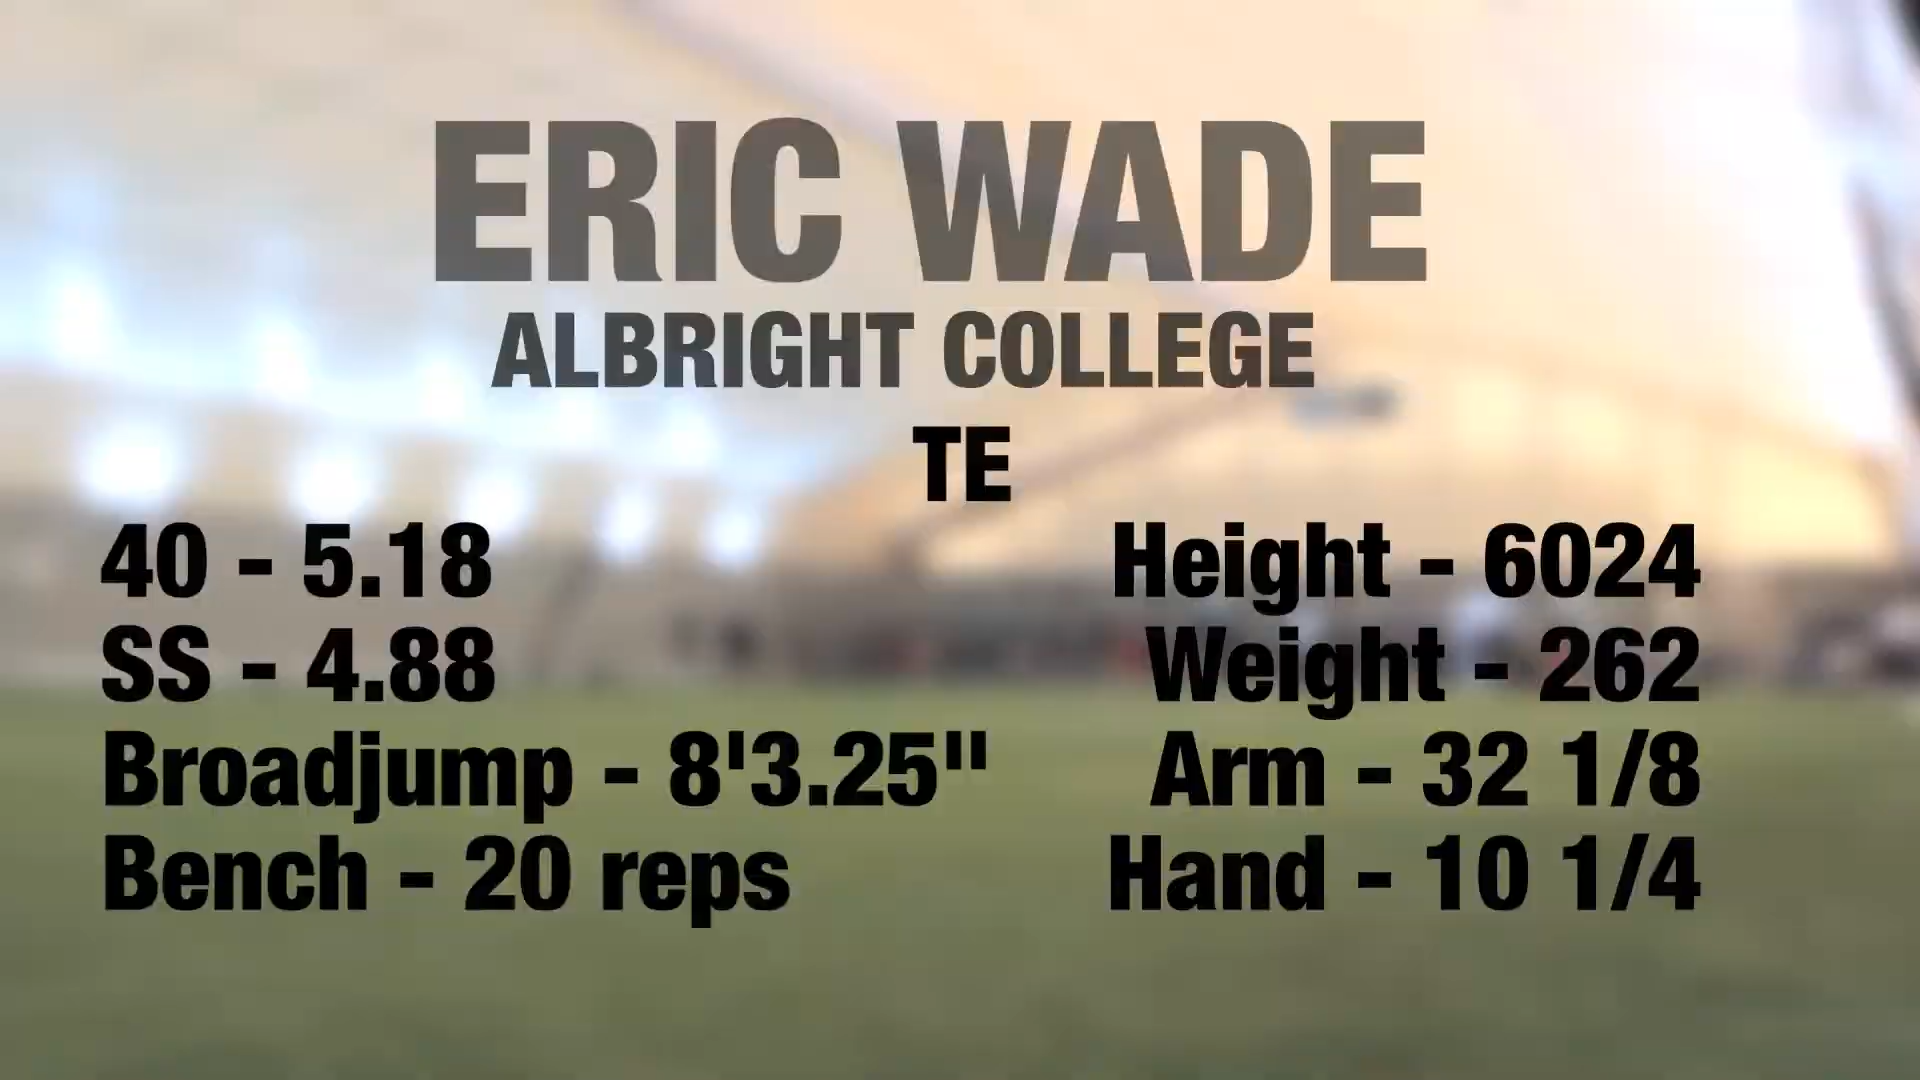 ERIC WADE
ALBRIGHT COLLEGE
TE
40 - 5.18
SS - 4.88
Broadjump - 8'3.25"
Bench - 20 reps
Height - 6024
Weight - 262
Arm - 32 1/8
Hand - 10 1/4